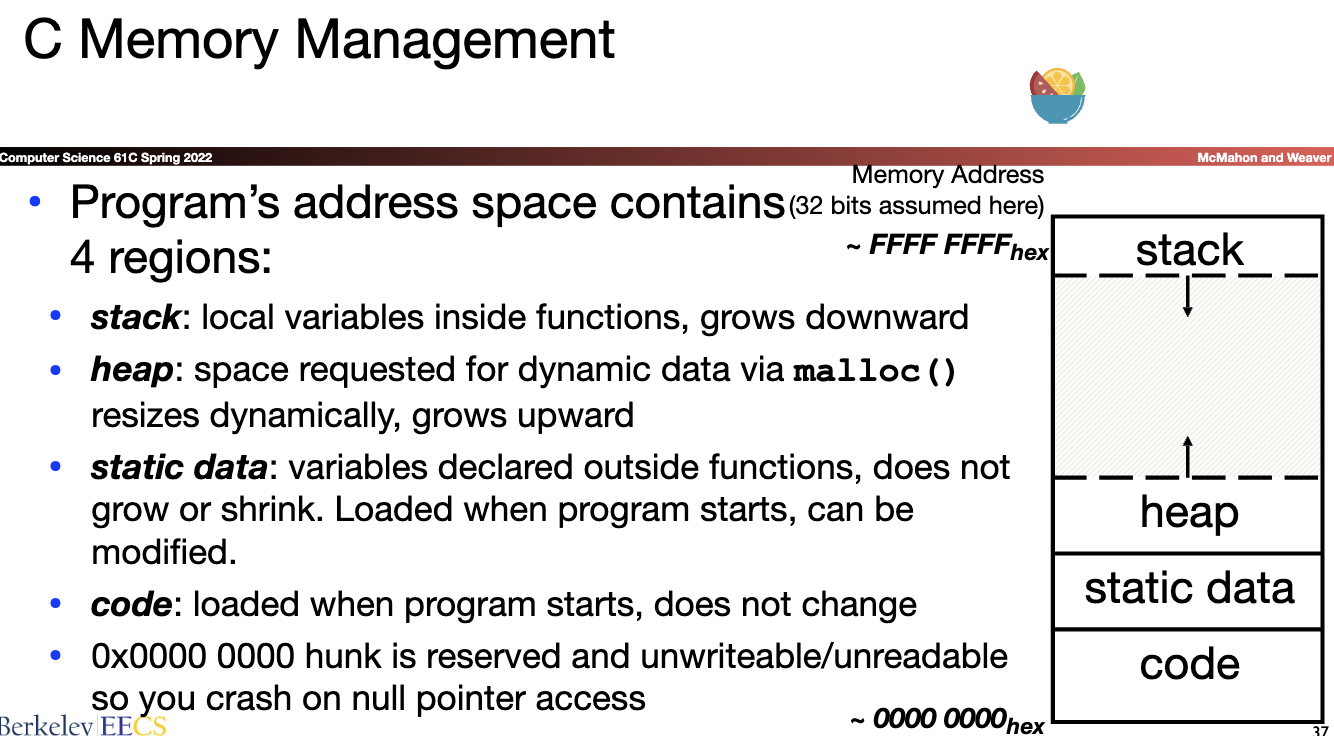 C Memory Management
Computer Science 61C Spring 2022
McMahon and Weaver
• Program’s address space contains
4 regions:
• stack: local variables inside functions, grows downward
• heap: space requested for dynamic data via malloc()
resizes dynamically, grows upward
• static data: variables declared outside functions, does not
grow or shrink. Loaded when program starts, can be
modified.
• code: loaded when program starts, does not change
• 0x0000 0000 hunk is reserved and unwriteable/unreadable
so you crash on null pointer access
Memory Address
(32 bits assumed here)
~ FFFF FFFFhex
stack
heap
static data
code
~ 0000 0000hex
Berkeley EECS
37